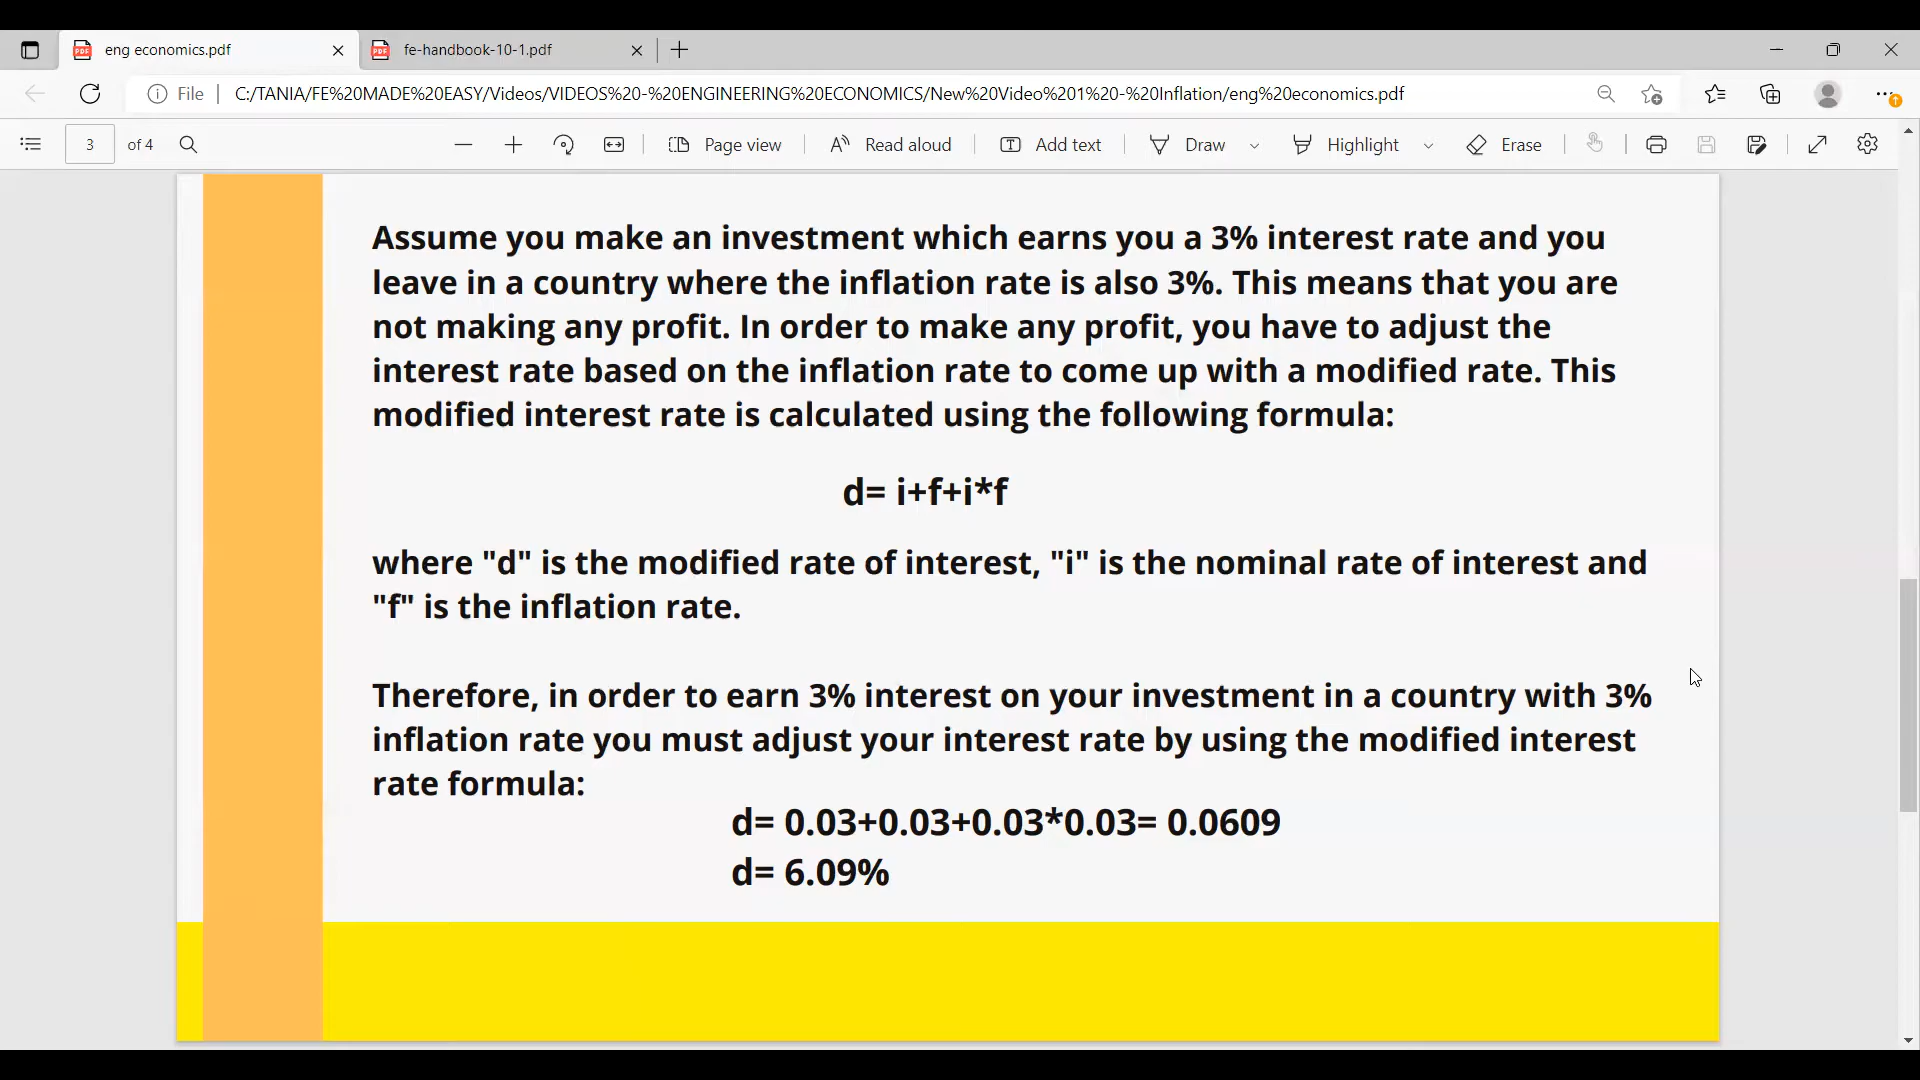 eng economics.pdf
fe-handbook-10-1.pdf
File
C:/TANIA/FE%20MADE%20EASY/Videos/VIDEOS%20-%20ENGINEERING%20ECONOMICS/New%20Video%201%20-%20Inflation/eng%20economics.pdf
3 of 4
Page view
Read aloud
Add text
Draw
Highlight
Erase
Assume you make an investment which earns you a 3% interest rate and you
leave in a country where the inflation rate is also 3%. This means that you are
not making any profit. In order to make any profit, you have to adjust the
interest rate based on the inflation rate to come up with a modified rate. This
modified interest rate is calculated using the following formula:
d= i+f+i*f
where "d" is the modified rate of interest, "i" is the nominal rate of interest and
"f" is the inflation rate.
Therefore, in order to earn 3% interest on your investment in a country with 3%
inflation rate you must adjust your interest rate by using the modified interest
rate formula:
d= 0.03+0.03+0.03*0.03= 0.0609
d= 6.09%